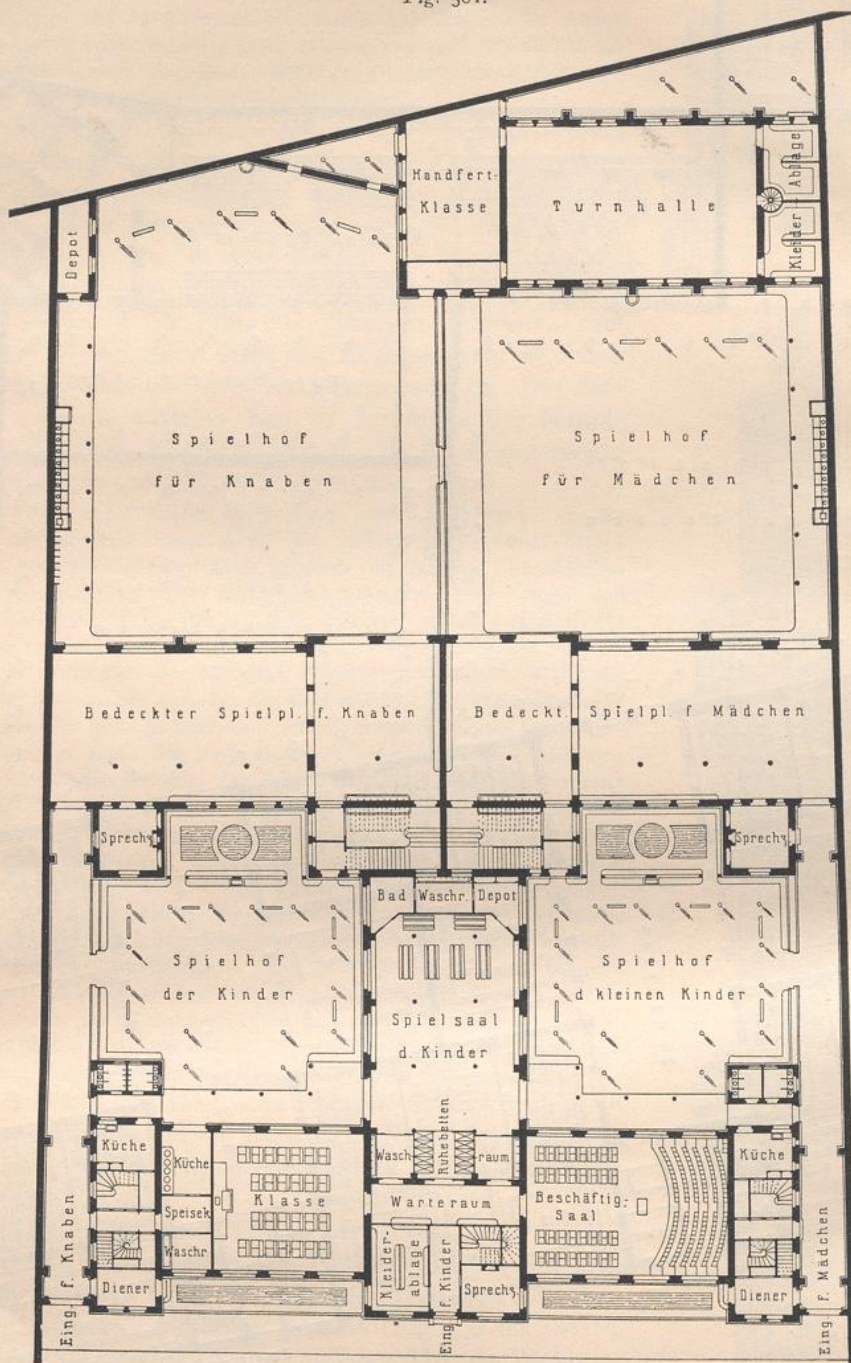 Handfert-
Klasse
Turnhalle
Kleider-Ablage
Depot
Spielhof
für Knaben
Spielhof
für Mädchen
Bedeckter Spielpl. f. Knaben
Bedeckt. Spielpl. f Mädchen
Sprechz
Sprechz
Bad
Waschr.
Depot
Spielhof
der Kinder
Spielsaal
d. Kinder
Spielhof
d kleinen Kinder
Küche
Küche
Speisek
Waschr
Klasse
Wasch-
Ruhebetten
raum
Warteraum
Beschäftig.-
Saal
Küche
Kleider-
ablage
Sprechz
Diener
Diener
Eing. f. Knaben
Eing. f. Kinder
Eing. f. Mädchen